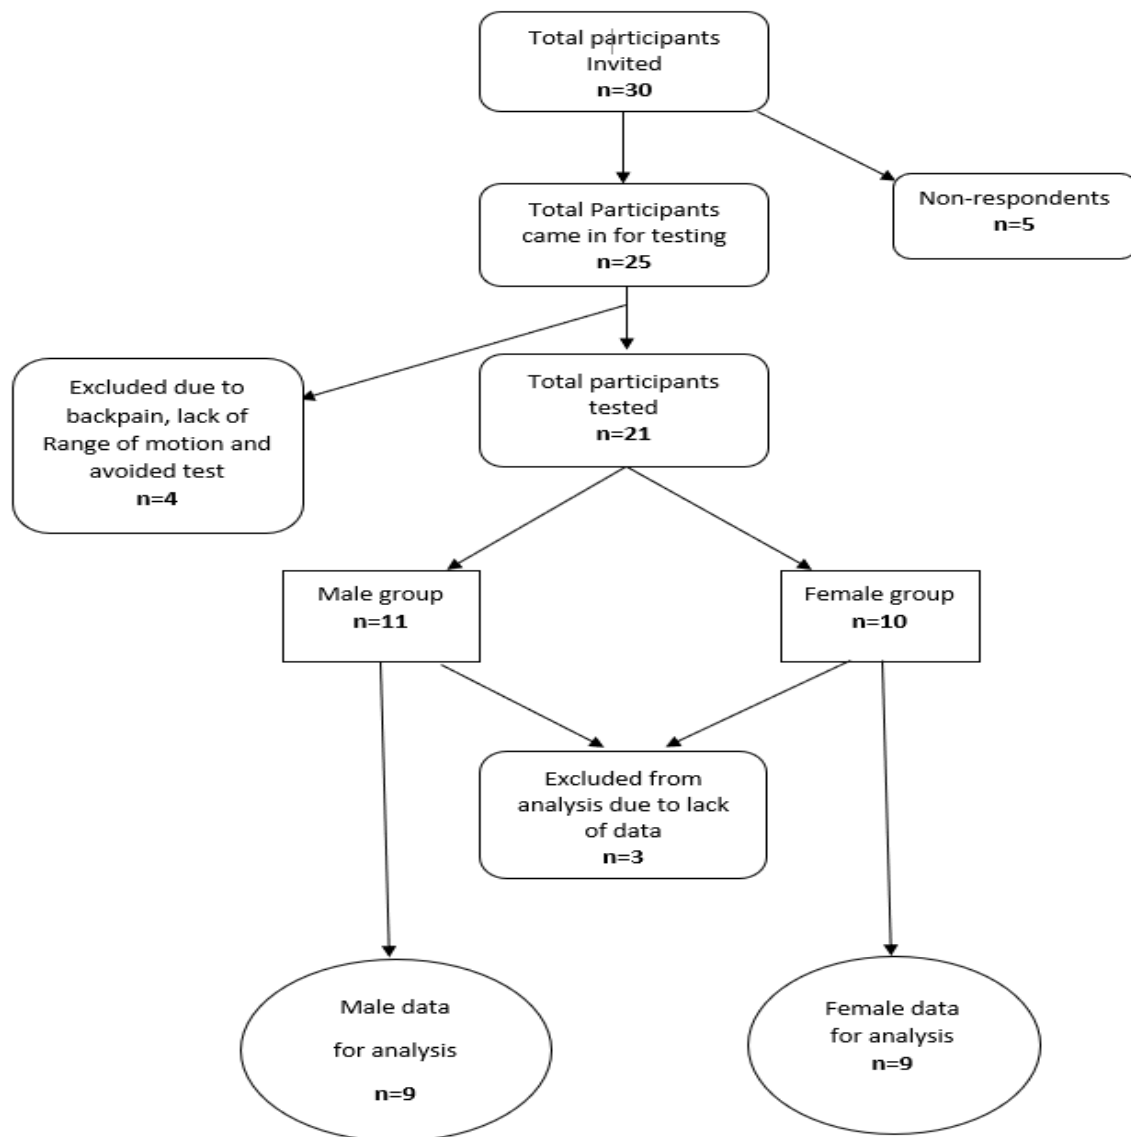 Total participants
Invited
n=30
Total Participants
came in for testing
n=25
Non-respondents
n=5
Excluded due to
backpain, lack of
Range of motion and
avoided test
n=4
Total participants
tested
n=21
Male group
n=11
Female group
n=10
Excluded from
analysis due to lack
of data
n=3
Male data
for analysis
n=9
Female data
for analysis
n=9